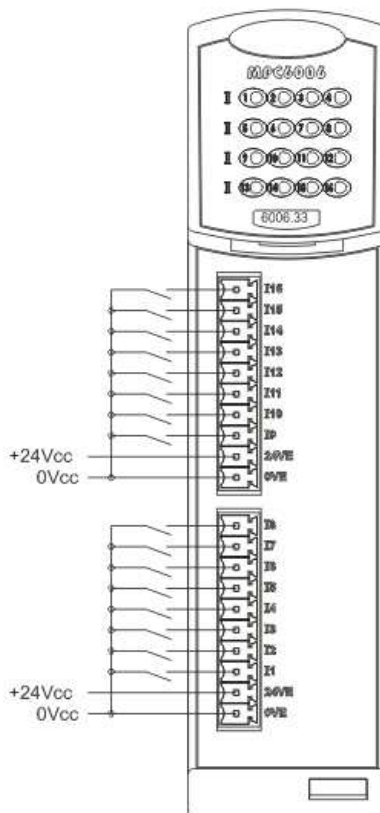 MPC6006
I 1 2 3 4
I 5 6 7 8
I 9 10 11 12
I 13 14 15 16
6006.33
I16
I15
I14
I13
I12
I11
I10
I9
+24Vcc 24VE
0Vcc 0VE
I8
I7
I6
I5
I4
I3
I2
I1
+24Vcc 24VE
0Vcc 0VE